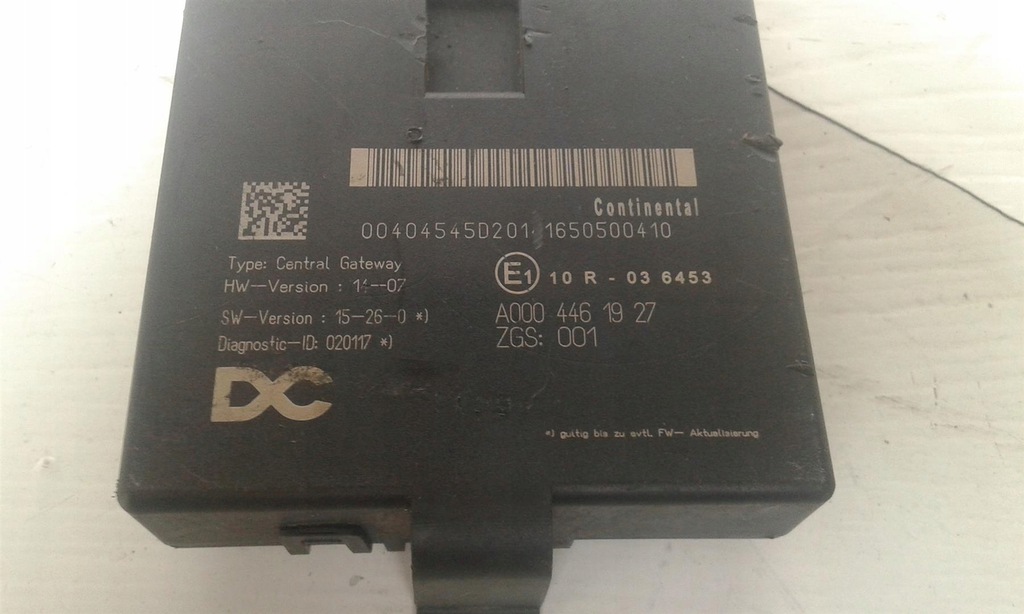 Continental
00404545D201 1650500410
Type: Central Gateway
HW-Version : 14-07
E1 10 R - 03 6453
SW-Version : 15-26-0 *)
A000 446 19 27
Diagnostic-ID: 020117 *)
ZGS: 001
DC
*) gultig bis zu evtl. FW- Aktualisierung